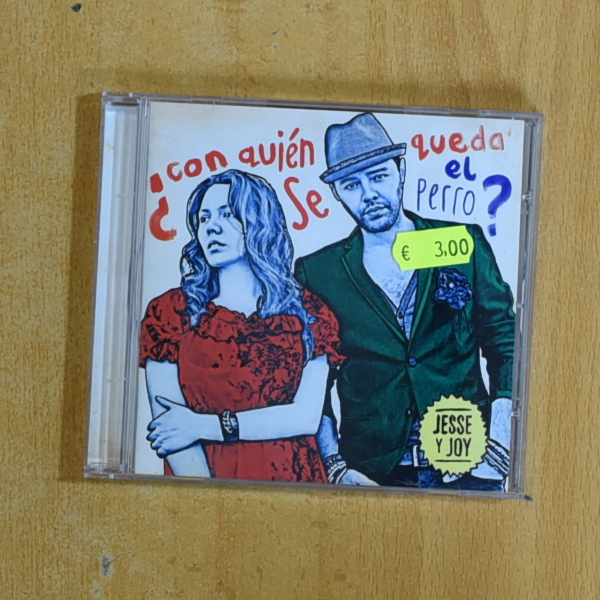 ¿con quién
se
queda
el
perro?
€ 3,00
JESSE
Y JOY